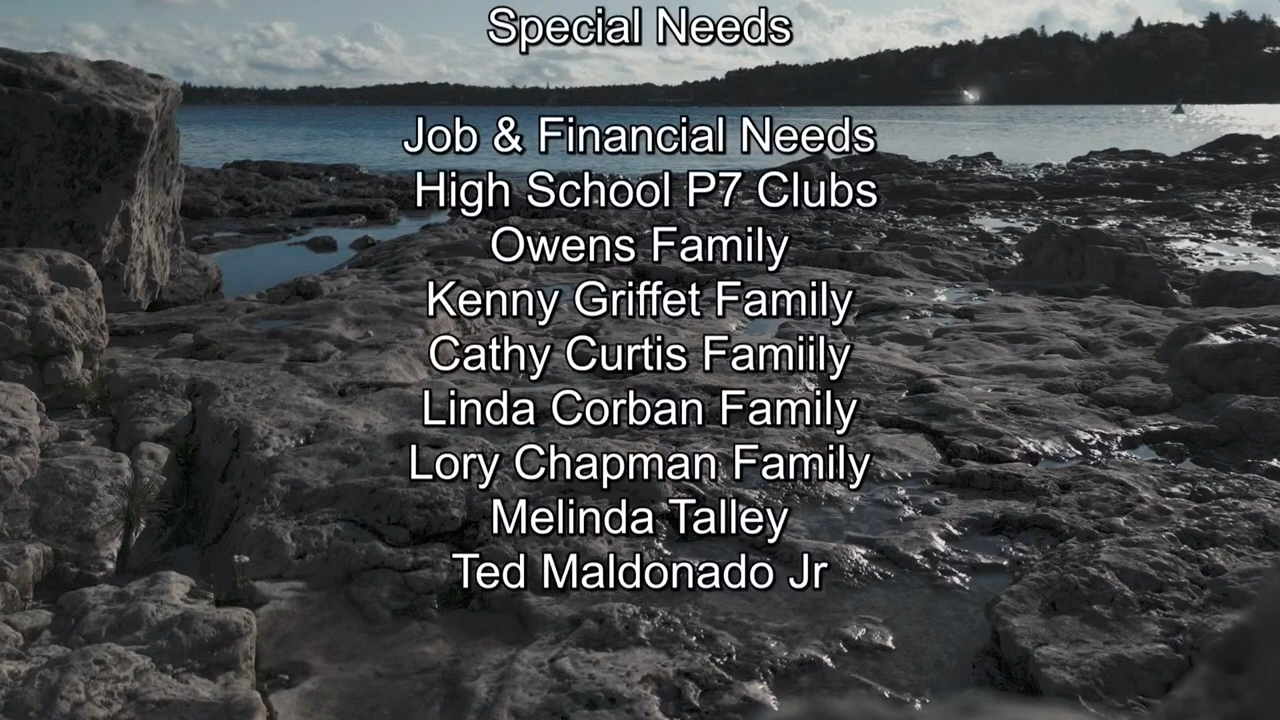 Special Needs
Job & Financial Needs
High School P7 Clubs
Owens Family
Kenny Griffet Family
Cathy Curtis Famiily
Linda Corban Family
Lory Chapman Family
Melinda Talley
Ted Maldonado Jr